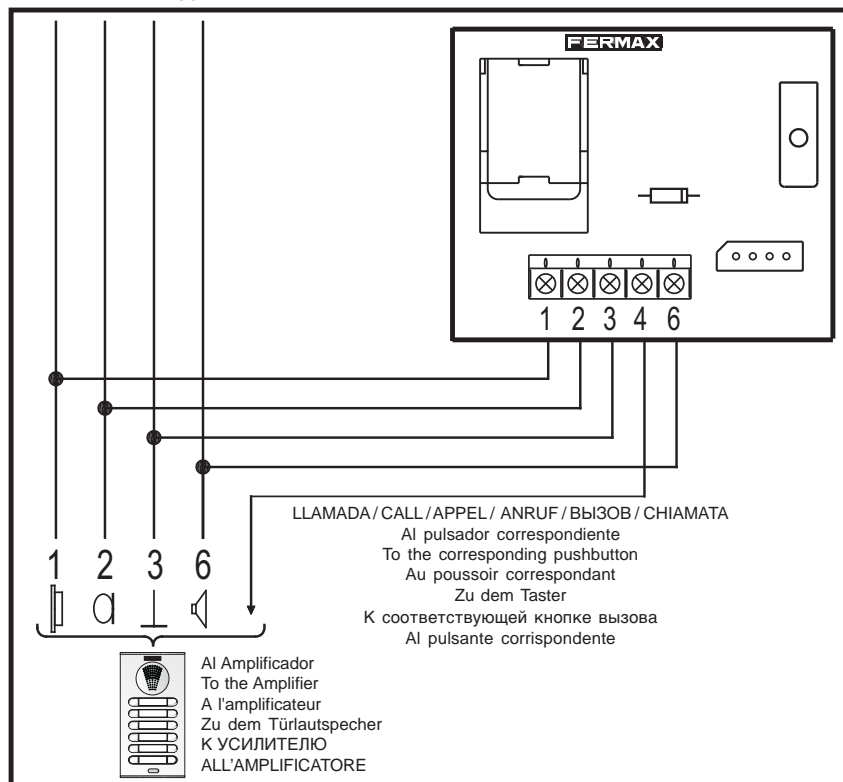 FERMAX
1 2 3 4 6
LLAMADA / CALL / APPEL / ANRUF / ВЫЗОВ / CHIAMATA
Al pulsador correspondiente
To the corresponding pushbutton
Au poussoir correspondant
Zu dem Taster
К соответствующей кнопке вызова
Al pulsante corrispondente
1 2 3 6
Al Amplificador
To the Amplifier
A l'amplificateur
Zu dem Türlautspecher
К УСИЛИТЕЛЮ
ALL'AMPLIFICATORE